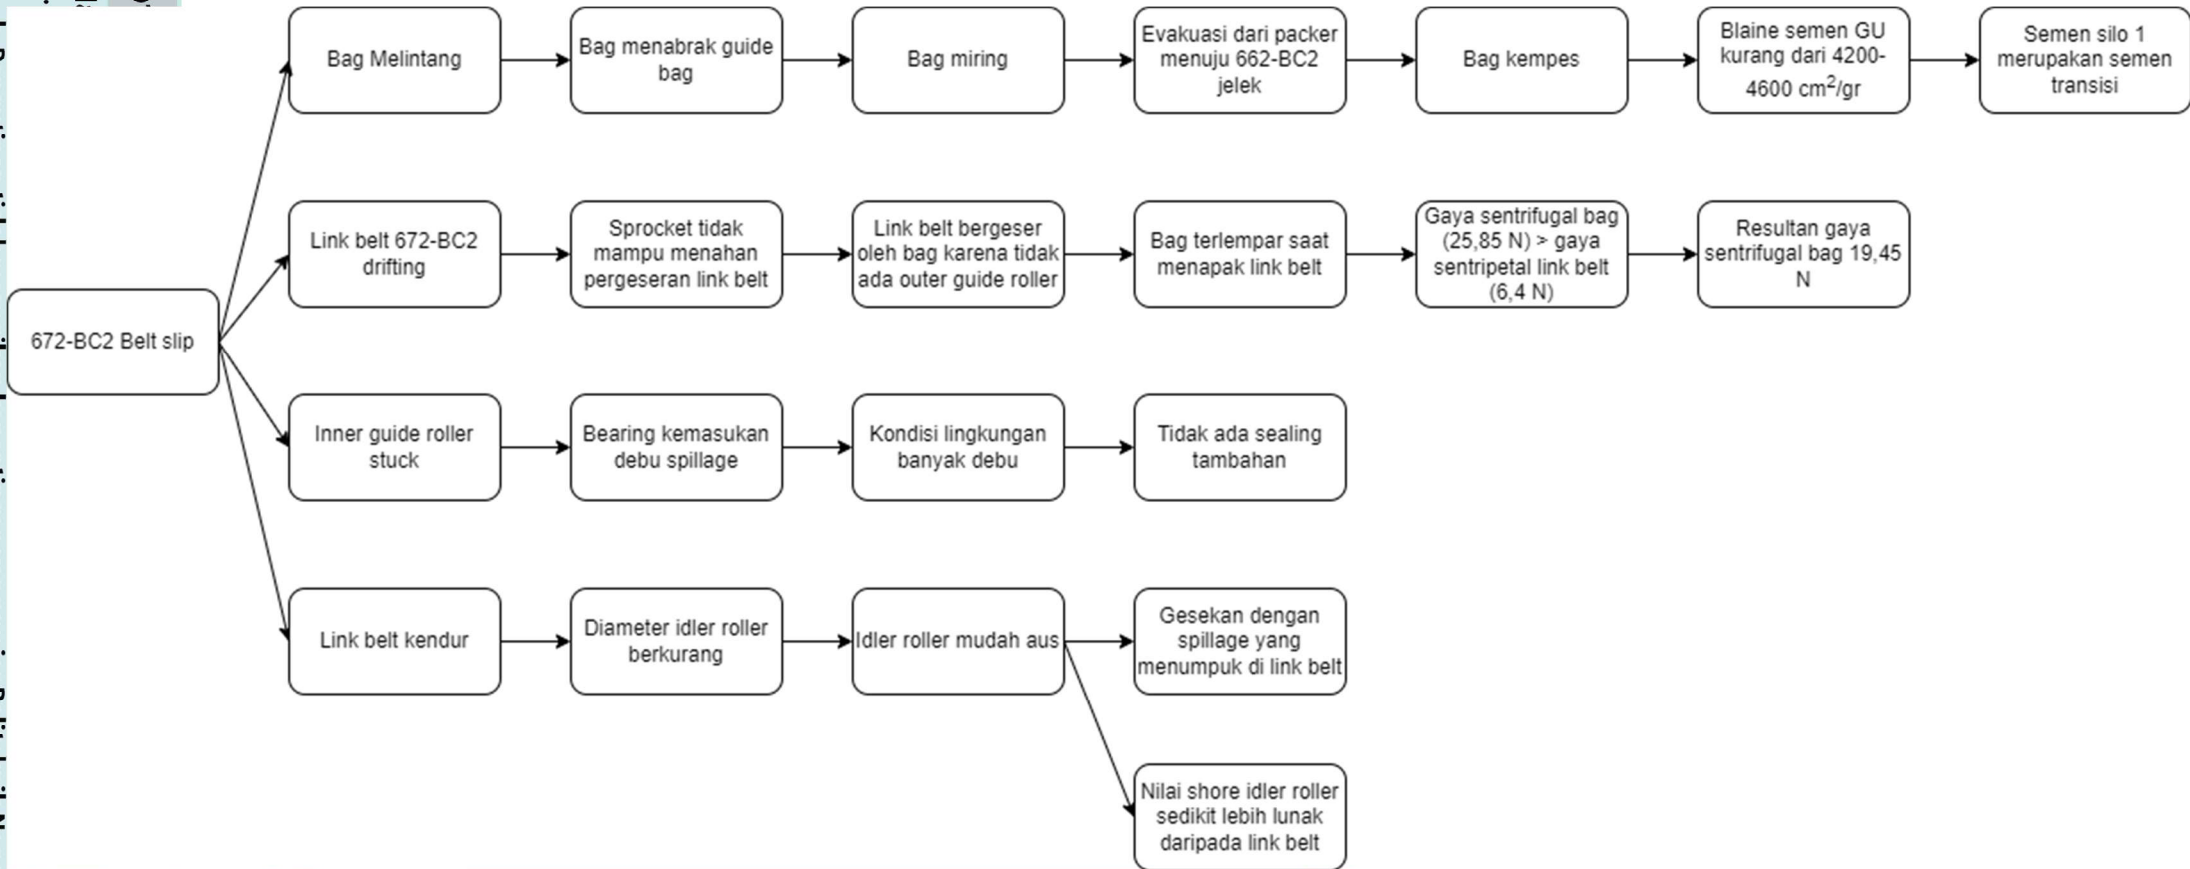 Bag Melintang
Bag menabrak guide
bag
Bag miring
Evakuasi dari packer
menuju 662-BC2
jelek
Bag kempes
Blaine semen GU
kurang dari 4200-
4600 cm²/gr
Semen silo 1
merupakan semen
transisi
Link belt 672-BC2
drifting
Sprocket tidak
mampu menahan
pergeseran link belt
Link belt bergeser
oleh bag karena tidak
ada outer guide roller
Bag terlempar saat
menapak link belt
Gaya sentrifugal bag
(25,85 N) > gaya
sentripetal link belt
(6,4 N)
Resultan gaya
sentrifugal bag 19,45
N
672-BC2 Belt slip
Inner guide roller
stuck
Bearing kemasukan
debu spillage
Kondisi lingkungan
banyak debu
Tidak ada sealing
tambahan
Link belt kendur
Diameter idler roller
berkurang
Idler roller mudah aus
Gesekan dengan
spillage yang
menumpuk di link belt
Nilai shore idler roller
sedikit lebih lunak
daripada link belt